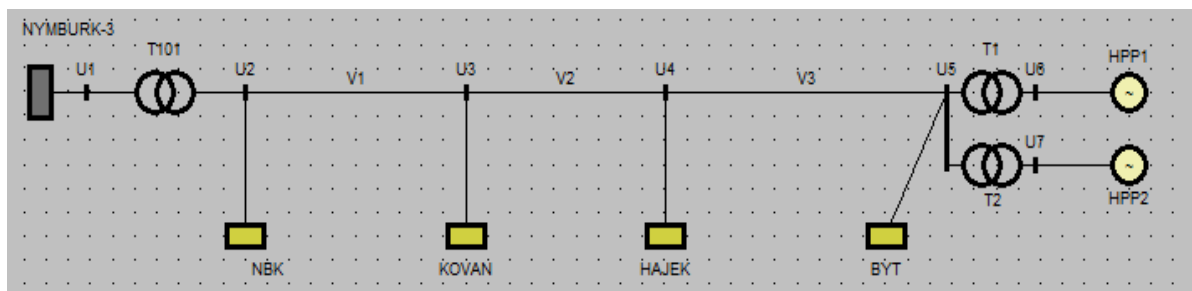 NYMBURK-3
T101
T1
HPP1
U1
U2
V1
U3
V2
U4
V3
U5
U6
~
U7
~
T2
HPP2
NBK
KOVAN
HAJEK
BYT